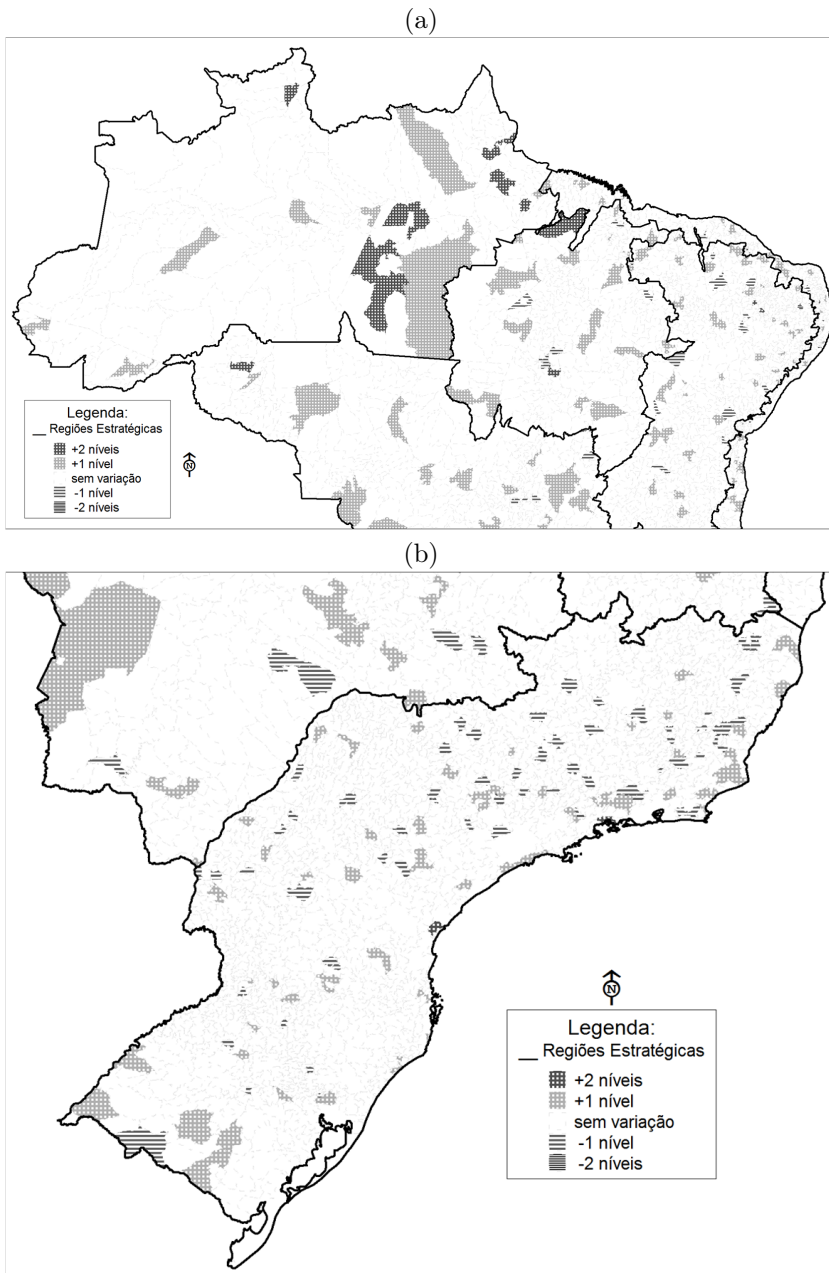 (a)
Legenda:
Regiões Estratégicas
+2 níveis
+1 nível
sem variação
-1 nível
-2 níveis
N
(b)
N
Legenda:
Regiões Estratégicas
+2 níveis
+1 nível
sem variação
-1 nível
-2 níveis